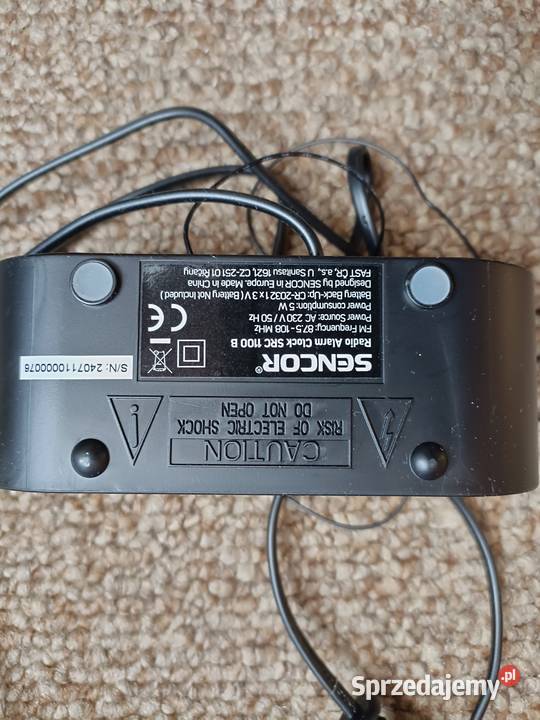 CAUTION
RISK OF ELECTRIC SHOCK
DO NOT OPEN
SENCOR®
Radio Alarm Clock SRC 1100 B
FM Frequency: 87.5-108 MHz
Power Source: AC 230 V / 50 Hz
Power consumption: 5 W
Battery Back-Up: CR-2032 1 x 3 V ( Battery Not Included )
Designed by SENCOR in Europe. Made in China
FAST ČR, a.s., U Sanitasu 1621, CZ-251 01 Říčany
CE
S/N: 2407110000076
Sprzedajemy.pl